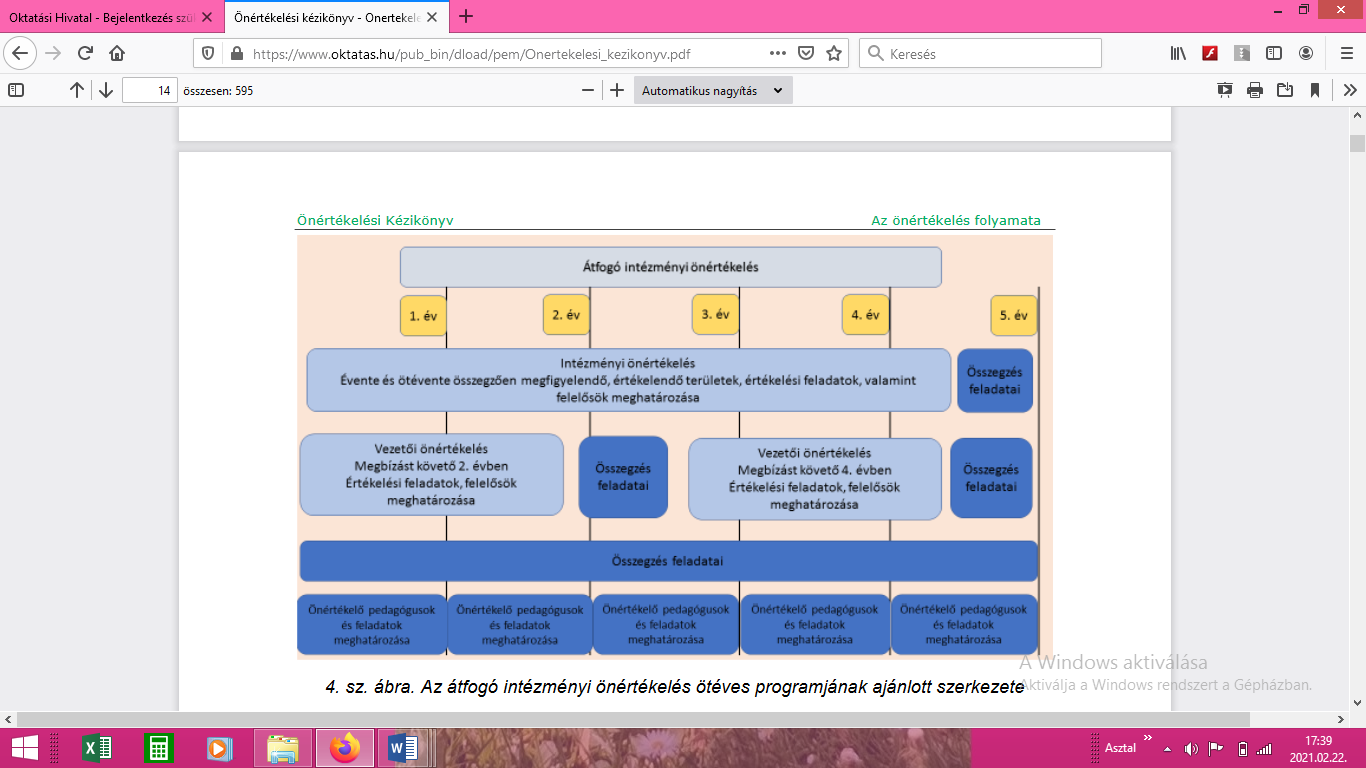 Oktatási Hivatal - Bejelentkezés szü
Önértékelési kézikönyv - Onertekele
https://www.oktatas.hu/pub_bin/dload/pem/Onertekelesi_kezikonyv.pdf
Keresés
14 összesen: 595
Automatikus nagyítás
Önértékelési Kézikönyv
Az önértékelés folyamata
Átfogó intézményi önértékelés
1. év
2. év
3. év
4. év
5. év
Intézményi önértékelés
Évente és ötévente összegzően megfigyelendő, értékelendő területek, értékelési feladatok, valamint
felelősök meghatározása
Összegzés
feladatai
Vezetői önértékelés
Megbízást követő 2. évben
Értékelési feladatok, felelősök
meghatározása
Összegzés
feladatai
Vezetői önértékelés
Megbízást követő 4. évben
Értékelési feladatok, felelősök
meghatározása
Összegzés
feladatai
Összegzés feladatai
Önértékelő pedagógusok
és feladatok
meghatározása
Önértékelő pedagógusok
és feladatok
meghatározása
Önértékelő pedagógusok
és feladatok
meghatározása
Önértékelő pedagógusok
és feladatok
meghatározása
Önértékelő pedagógusok
és feladatok
meghatározása
4. sz. ábra. Az átfogó intézményi önértékelés ötéves programjának ajánlott szerkezete
A Windows aktiválása
Aktiválja a Windows rendszert a Gépházban.
Asztal
17:39
2021.02.22.